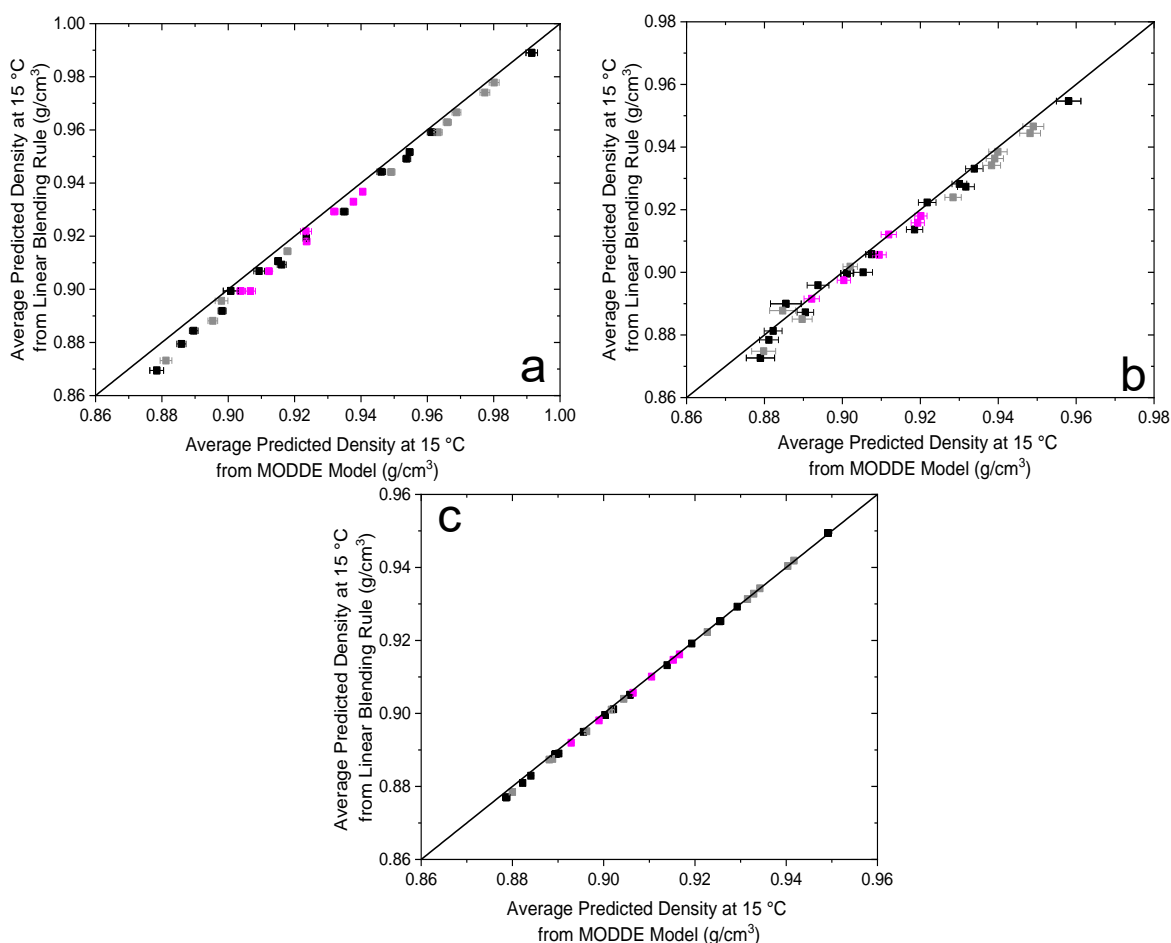 1.00
0.98
0.96
0.94
0.92
0.90
0.88
0.86
Average Predicted Density at 15 °C
from Linear Blending Rule (g/cm³)
a
0.86 0.88 0.90 0.92 0.94 0.96 0.98 1.00
Average Predicted Density at 15 °C
from MODDE Model (g/cm³)
0.98
0.96
0.94
0.92
0.90
0.88
0.86
Average Predicted Density at 15 °C
from Linear Blending Rule (g/cm³)
b
0.86 0.88 0.90 0.92 0.94 0.96 0.98
Average Predicted Density at 15 °C
from MODDE Model (g/cm³)
0.96
0.94
0.92
0.90
0.88
0.86
Average Predicted Density at 15 °C
from Linear Blending Rule (g/cm³)
c
0.86 0.88 0.90 0.92 0.94 0.96
Average Predicted Density at 15 °C
from MODDE Model (g/cm³)